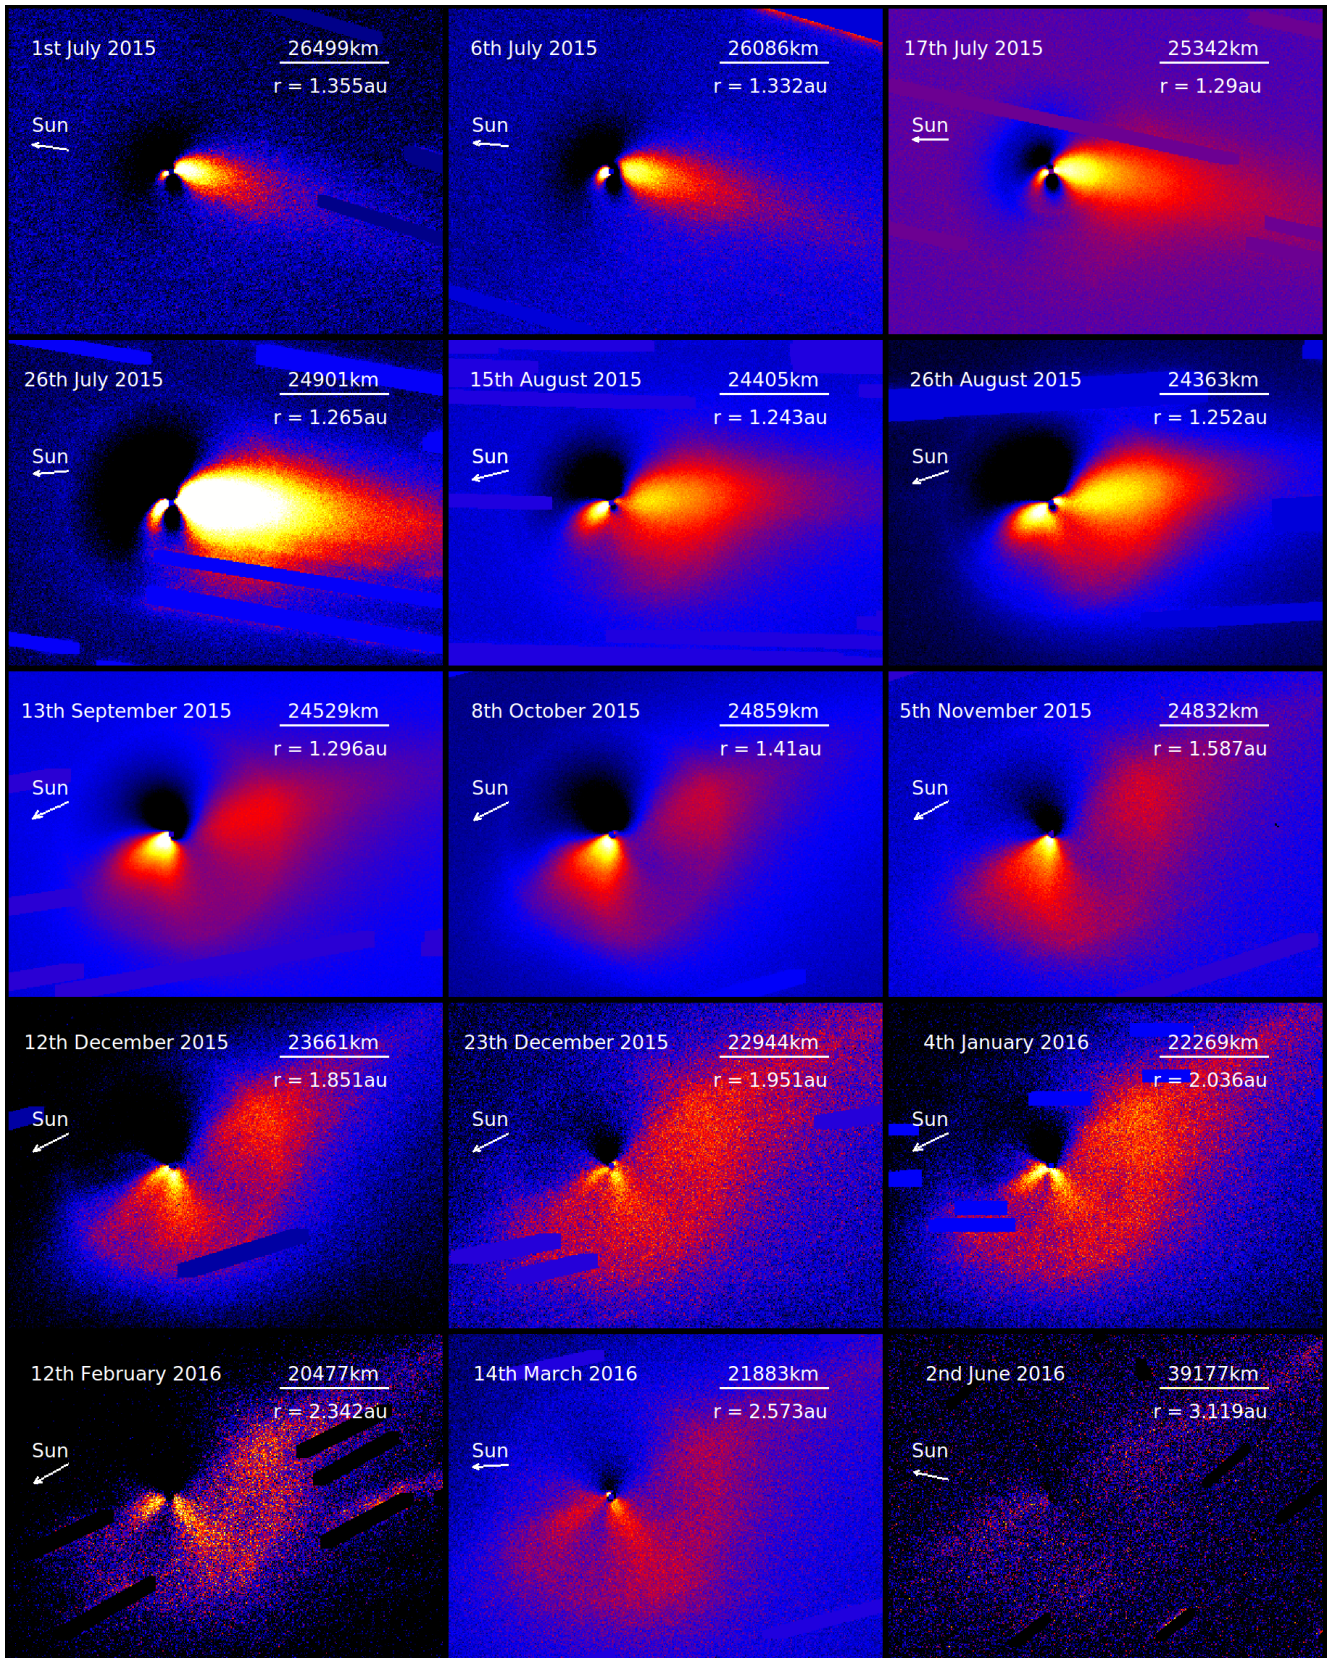 1st July 2015
26499km
r = 1.355au
Sun
6th July 2015
26086km
r = 1.332au
Sun
17th July 2015
25342km
r = 1.29au
Sun
26th July 2015
24901km
r = 1.265au
Sun
15th August 2015
24405km
r = 1.243au
Sun
26th August 2015
24363km
r = 1.252au
Sun
13th September 2015
24529km
r = 1.296au
Sun
8th October 2015
24859km
r = 1.41au
Sun
5th November 2015
24832km
r = 1.587au
Sun
12th December 2015
23661km
r = 1.851au
Sun
23th December 2015
22944km
r = 1.951au
Sun
4th January 2016
22269km
r = 2.036au
Sun
12th February 2016
20477km
r = 2.342au
Sun
14th March 2016
21883km
r = 2.573au
Sun
2nd June 2016
39177km
r = 3.119au
Sun